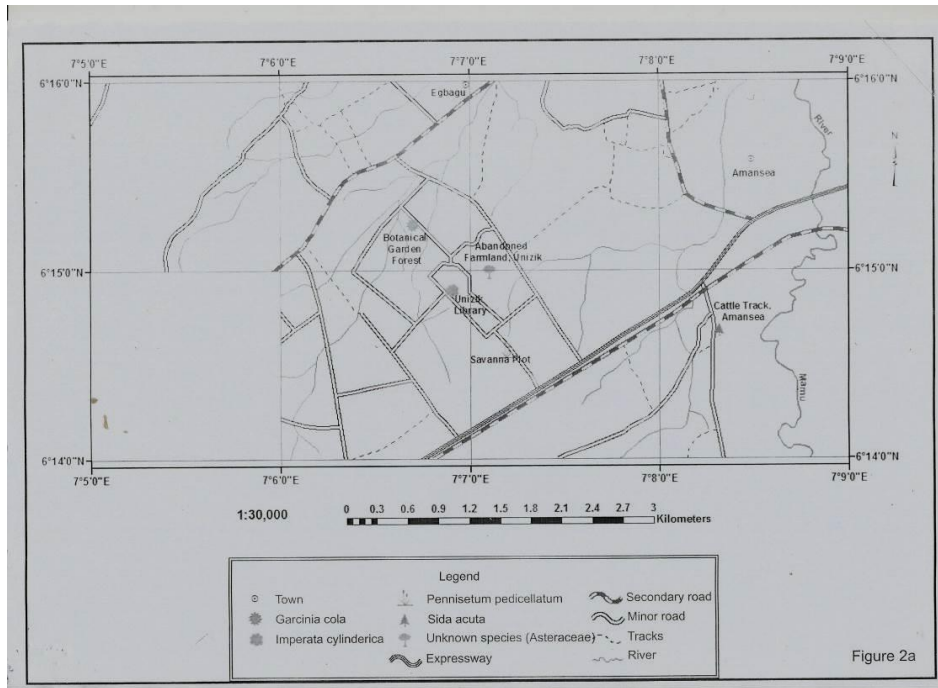 7°5'0"E 7°6'0"E 7°7'0"E 7°8'0"E 7°9'0"E
6°16'0"N 6°16'0"N
Egbagu
River
N
Amansea
Botanical
Garden
Forest
Abandoned
Farmland, Unizik
6°15'0"N 6°15'0"N
Unizik
Library
Cattle Track,
Amansea
Savanna Plot
Mamu
6°14'0"N 6°14'0"N
7°5'0"E 7°6'0"E 7°7'0"E 7°8'0"E 7°9'0"E
1:30,000
0 0.3 0.6 0.9 1.2 1.5 1.8 2.1 2.4 2.7 3
Kilometers
Legend
Town
Garcinia cola
Imperata cylinderica
Pennisetum pedicellatum
Sida acuta
Unknown species (Asteraceae)
Expressway
Secondary road
Minor road
Tracks
River
Figure 2a